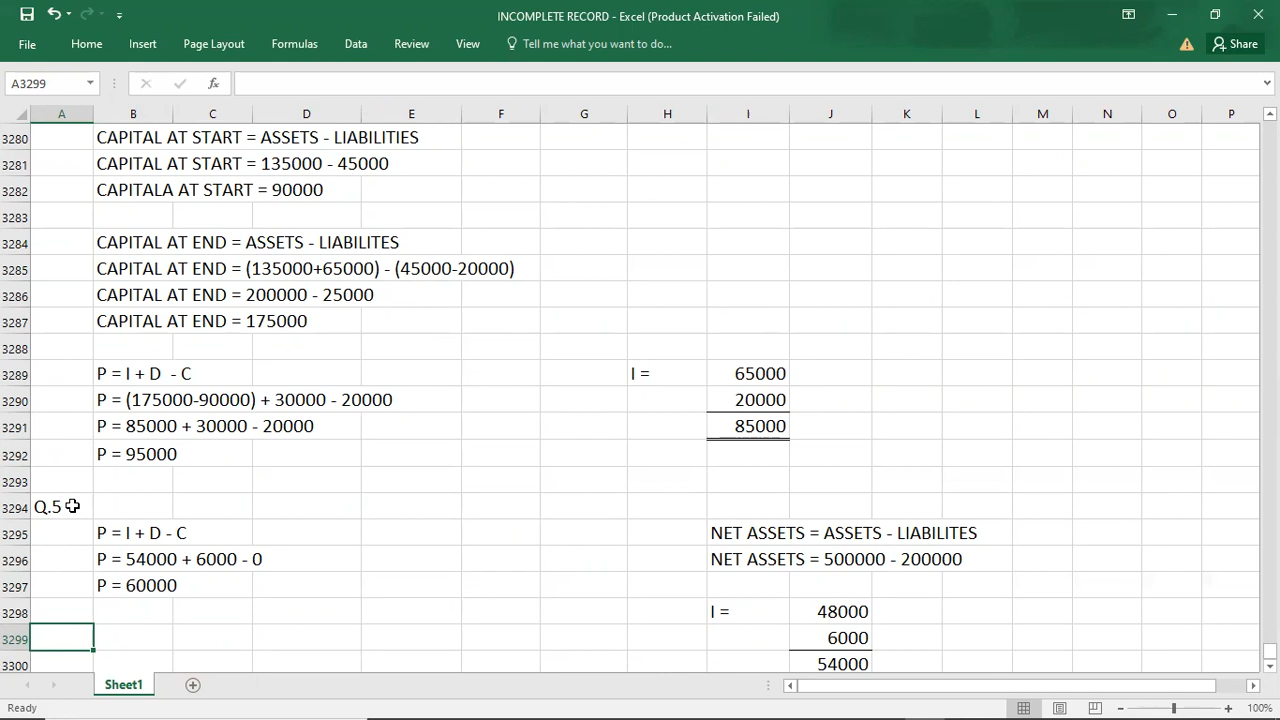 INCOMPLETE RECORD - Excel (Product Activation Failed)
File Home Insert Page Layout Formulas Data Review View Tell me what you want to do... Share
A3299 fx
A B C D E F G H I J K L M N O P
3280 CAPITAL AT START = ASSETS - LIABILITIES
3281 CAPITAL AT START = 135000 - 45000
3282 CAPITALA AT START = 90000
3283
3284 CAPITAL AT END = ASSETS - LIABILITES
3285 CAPITAL AT END = (135000+65000) - (45000-20000)
3286 CAPITAL AT END = 200000 - 25000
3287 CAPITAL AT END = 175000
3288
3289 P = I + D - C I = 65000
3290 P = (175000-90000) + 30000 - 20000 20000
3291 P = 85000 + 30000 - 20000 85000
3292 P = 95000
3293
3294 Q.5
3295 P = I + D - C NET ASSETS = ASSETS - LIABILITES
3296 P = 54000 + 6000 - 0 NET ASSETS = 500000 - 200000
3297 P = 60000
3298 I = 48000
3299 6000
3300 54000
Sheet1
Ready 100%